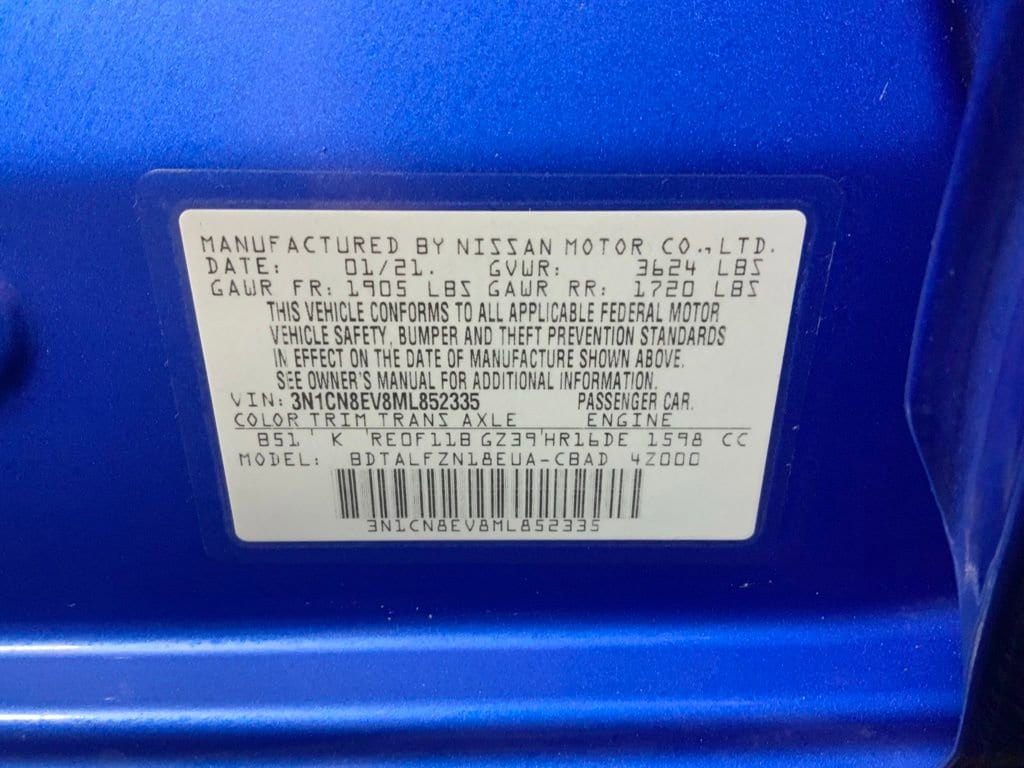 MANUFACTURED BY NISSAN MOTOR CO., LTD.
DATE: 01/21. GVWR: 3624 LBS
GAWR FR: 1905 LBS GAWR RR: 1720 LBS
THIS VEHICLE CONFORMS TO ALL APPLICABLE FEDERAL MOTOR
VEHICLE SAFETY, BUMPER AND THEFT PREVENTION STANDARDS
IN EFFECT ON THE DATE OF MANUFACTURE SHOWN ABOVE.
SEE OWNER'S MANUAL FOR ADDITIONAL INFORMATION.
VIN: 3N1CN8EV8ML852335 PASSENGER CAR.
COLOR TRIM TRANS AXLE ENGINE
B51 ' K 'RE0F11B GZ39'HR16DE 1598 CC
MODEL: BDTALFZN18EUA-CBAD 4Z000
3N1CN8EV8ML852335